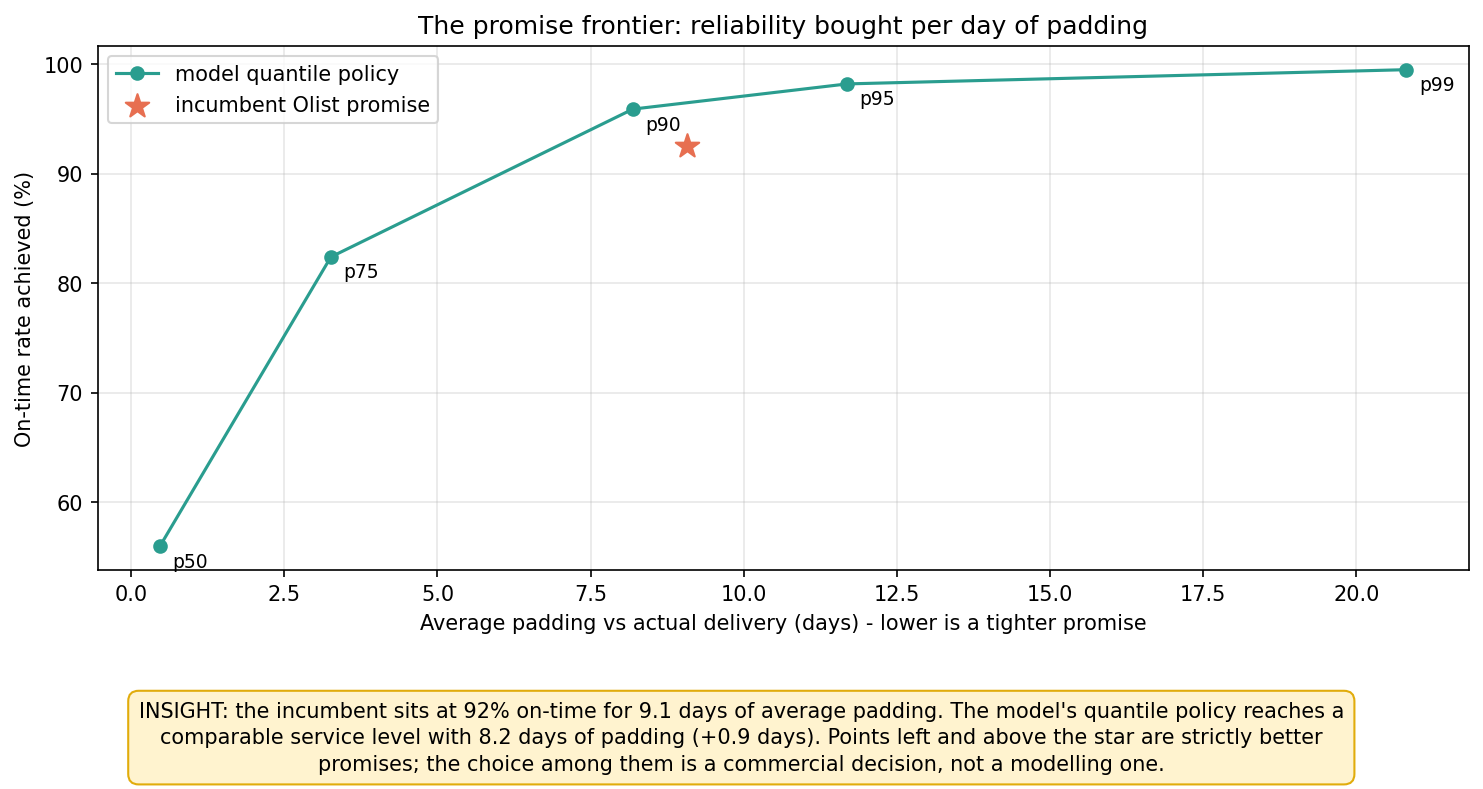 The promise frontier: reliability bought per day of padding
model quantile policy
incumbent Olist promise
On-time rate achieved (%)
100
90
80
70
60
p50
p75
p90
p95
p99
0.0
2.5
5.0
7.5
10.0
12.5
15.0
17.5
20.0
Average padding vs actual delivery (days) - lower is a tighter promise
INSIGHT: the incumbent sits at 92% on-time for 9.1 days of average padding. The model's quantile policy reaches a
comparable service level with 8.2 days of padding (+0.9 days). Points left and above the star are strictly better
promises; the choice among them is a commercial decision, not a modelling one.